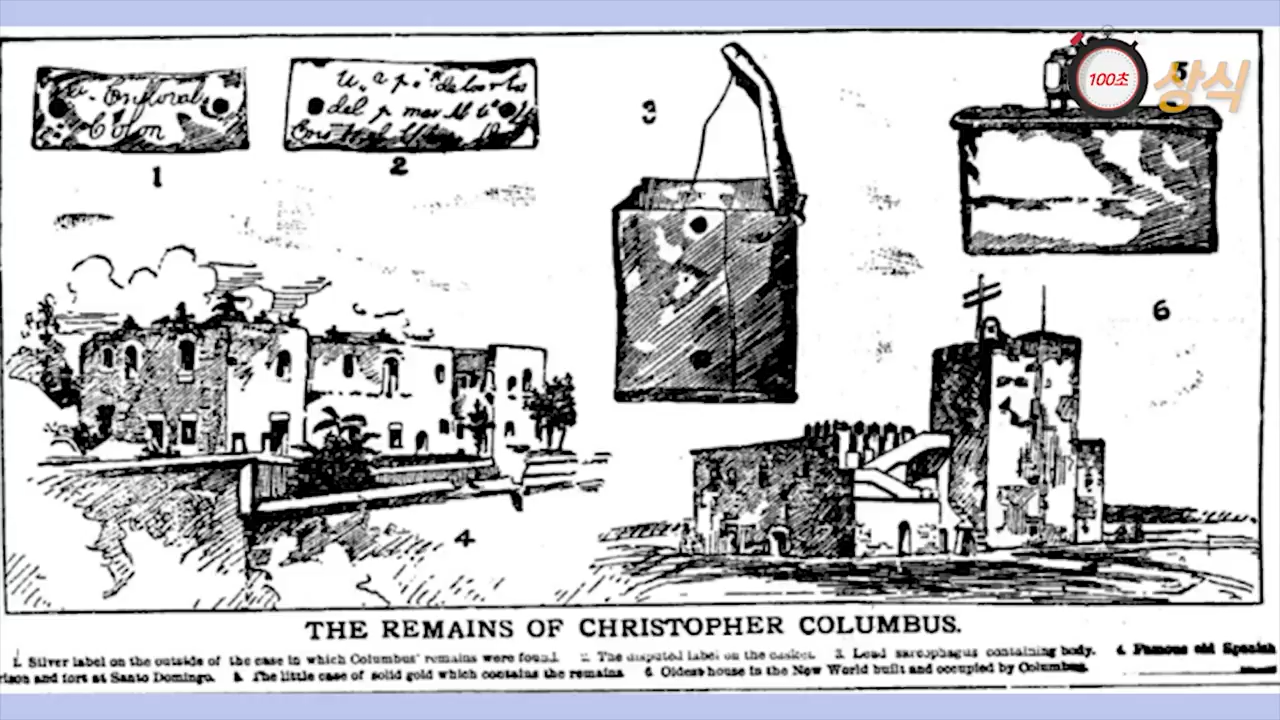 100초
상식
5
Colon
1
U. a p.
del p
2
3
6
4
THE REMAINS OF CHRISTOPHER COLUMBUS.
1. Silver label on the outside of the case in which Columbus' remains were found. 2. The disputed label on the casket. 3. Lead sarcophagus containing body. 4. Famous old Spanish
and fort at Santo Domingo. 5. The little case of solid gold which contains the remains 6. Oldest house in the New World built and occupied by Columbus.